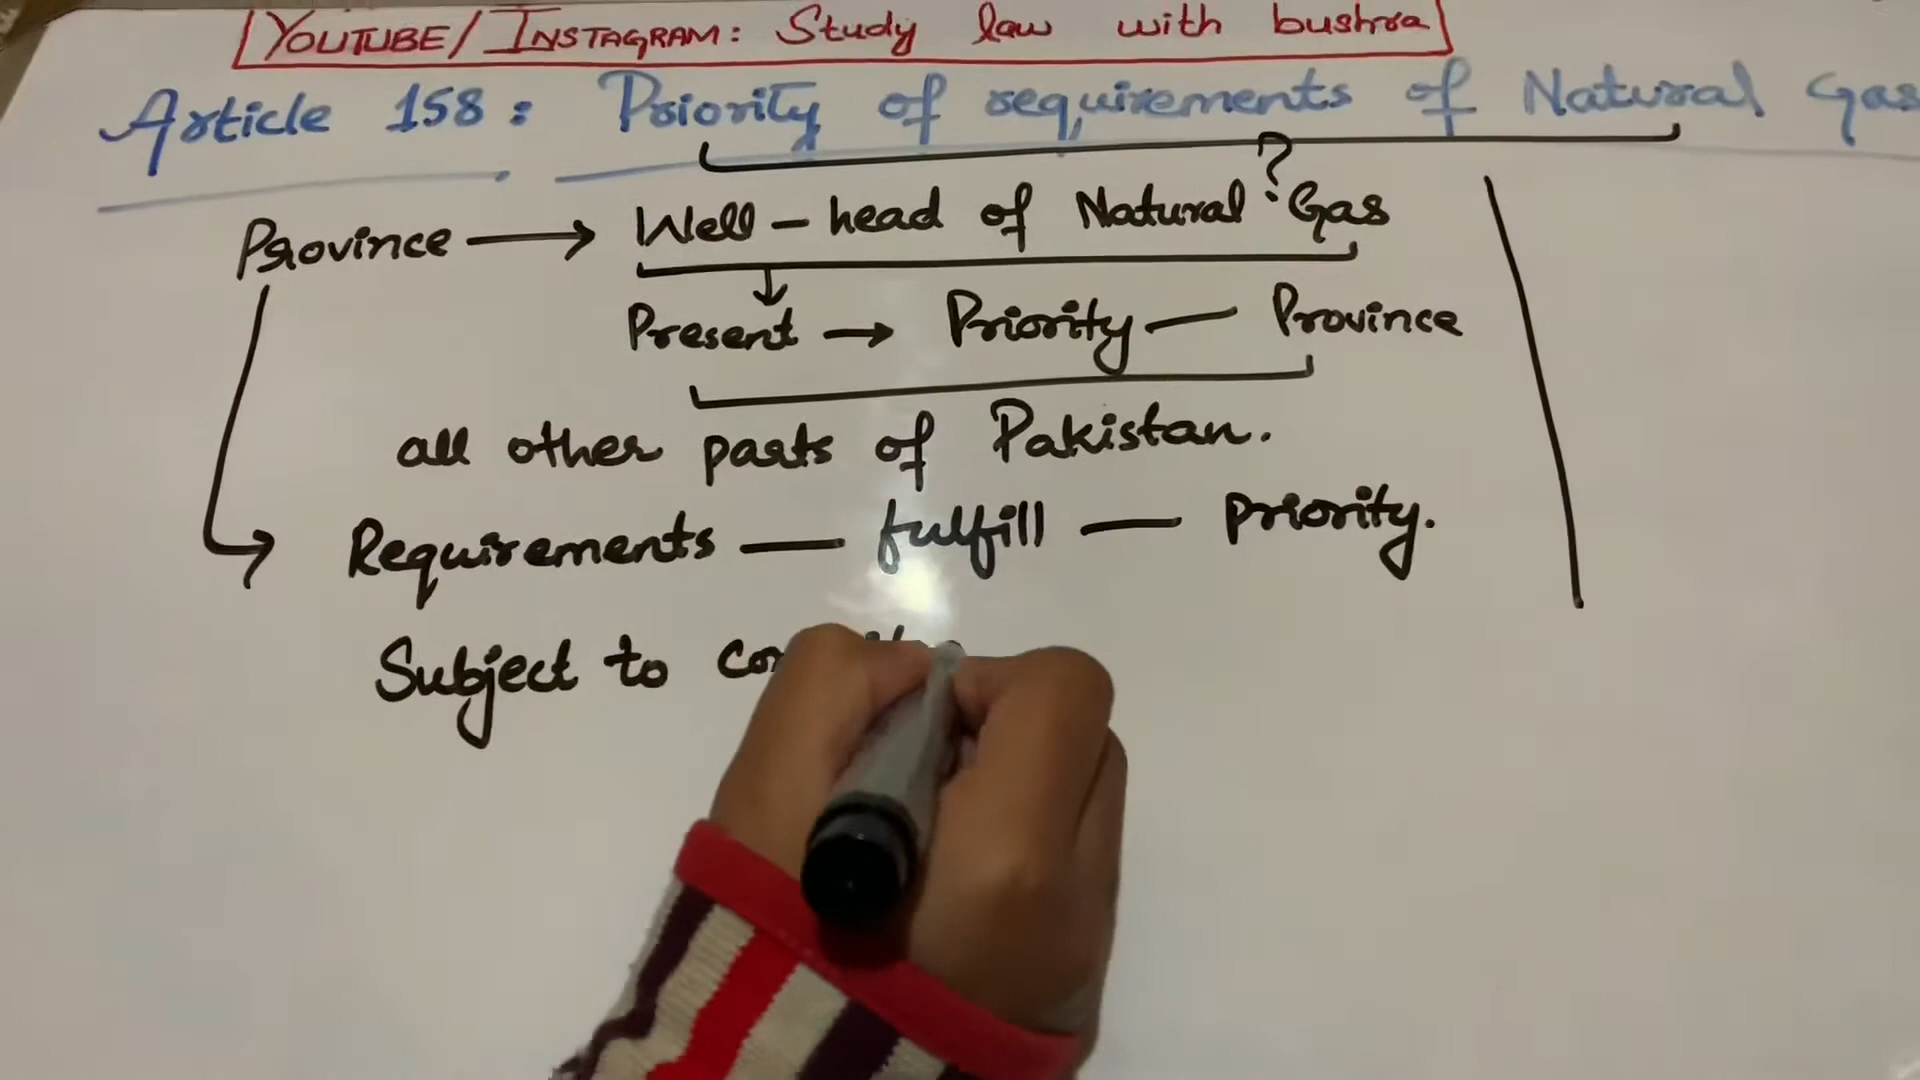 YOUTUBE/INSTAGRAM: Study law with bushra
Article 158: Priority of requirements of Natural Gas
?
Province → Well-head of Natural Gas
Present → Priority — Province
all other parts of Pakistan.
Requirements — fulfill — priority.
Subject to